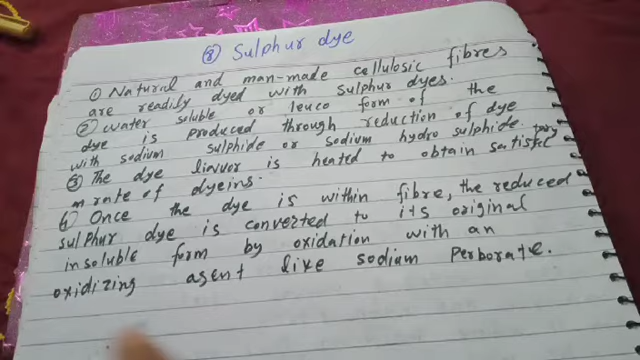 ⑧ Sulphur dye
① Natural and man-made cellulosic fibres
are readily dyed with sulphur dyes.
② Water soluble or leuco form of the
dye is produced through reduction of dye
with sodium sulphide or sodium hydro sulphide.
③ The dye liquor is heated to obtain satisfactory
rate of dyeins.
④ Once the dye is within fibre, the reduced
sulphur dye is converted to its original
insoluble form by oxidation with an
oxidizing agent like sodium Perborate.